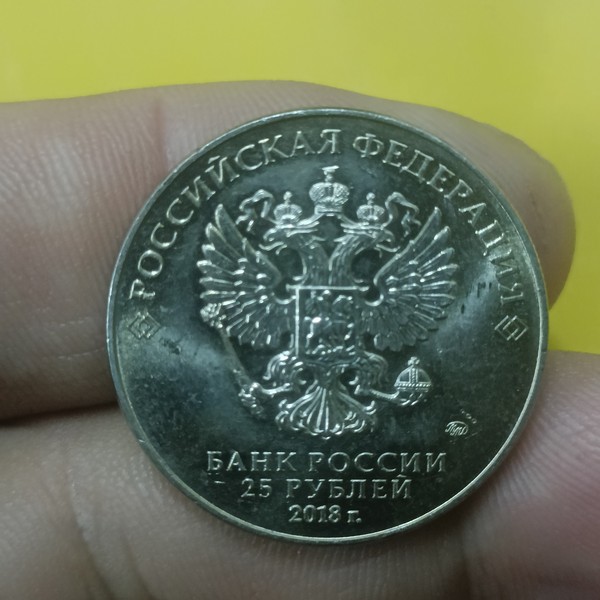 РОССИЙСКАЯ ФЕДЕРАЦИЯ
БАНК РОССИИ
25 РУБЛЕЙ
2018 г.